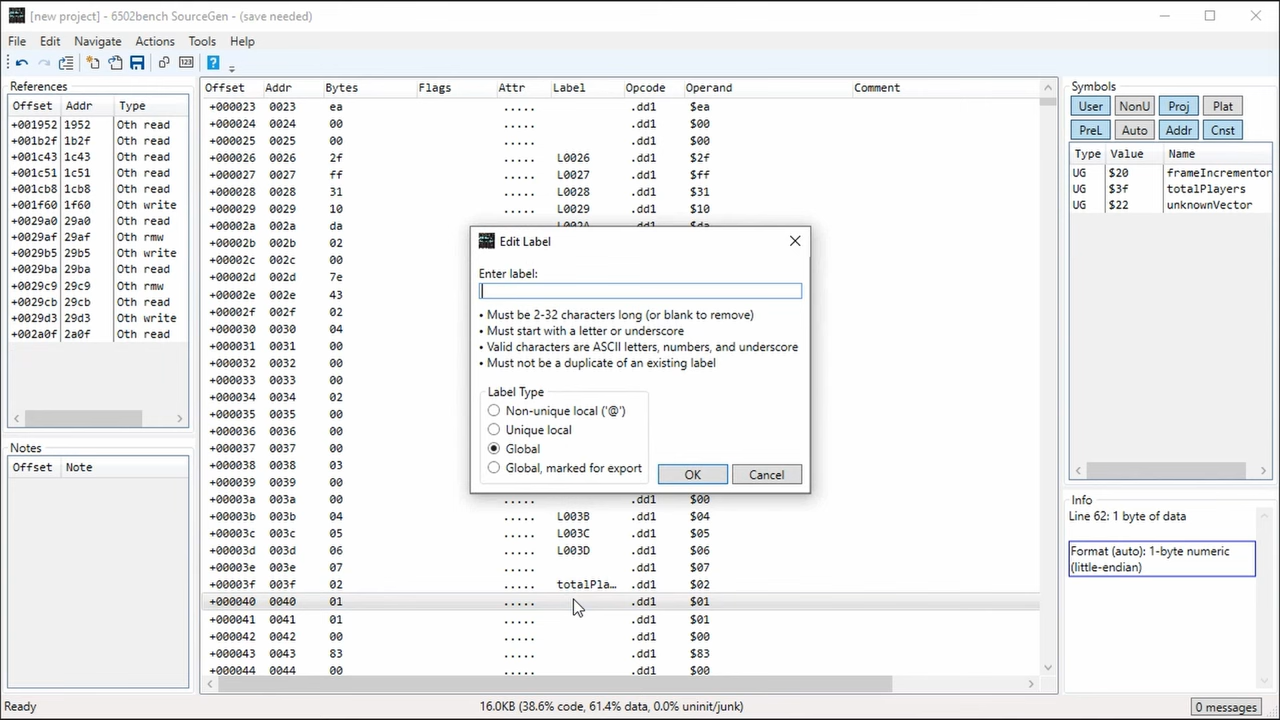 [new project] - 6502bench SourceGen - (save needed)
File Edit Navigate Actions Tools Help
References
Offset Addr Type
+001952 1952 Oth read
+001b2f 1b2f Oth read
+001c43 1c43 Oth read
+001c51 1c51 Oth read
+001cb8 1cb8 Oth read
+001f60 1f60 Oth write
+0029a0 29a0 Oth read
+0029af 29af Oth rmw
+0029b5 29b5 Oth write
+0029ba 29ba Oth read
+0029c9 29c9 Oth rmw
+0029cb 29cb Oth read
+0029d3 29d3 Oth write
+002a0f 2a0f Oth read
Notes
Offset Note
Offset Addr Bytes Flags Attr Label Opcode Operand Comment
+000023 0023 ea ..... .dd1 $ea
+000024 0024 00 ..... .dd1 $00
+000025 0025 00 ..... .dd1 $00
+000026 0026 2f ..... L0026 .dd1 $2f
+000027 0027 ff ..... L0027 .dd1 $ff
+000028 0028 31 ..... L0028 .dd1 $31
+000029 0029 10 ..... L0029 .dd1 $10
+00002a 002a da ..... L002A .dd1 $da
+00002b 002b 02
+00002c 002c 00
+00002d 002d 7e
+00002e 002e 43
+00002f 002f 02
+000030 0030 04
+000031 0031 00
+000032 0032 00
+000033 0033 00
+000034 0034 02
+000035 0035 00
+000036 0036 00
+000037 0037 00
+000038 0038 03
+000039 0039 00
+00003a 003a 00 ..... .dd1 $00
+00003b 003b 04 ..... L003B .dd1 $04
+00003c 003c 05 ..... L003C .dd1 $05
+00003d 003d 06 ..... L003D .dd1 $06
+00003e 003e 07 ..... .dd1 $07
+00003f 003f 02 ..... totalPla… .dd1 $02
+000040 0040 01 ..... .dd1 $01
+000041 0041 01 ..... .dd1 $01
+000042 0042 00 ..... .dd1 $00
+000043 0043 83 ..... .dd1 $83
+000044 0044 00 ..... .dd1 $00
Edit Label
Enter label:
• Must be 2-32 characters long (or blank to remove)
• Must start with a letter or underscore
• Valid characters are ASCII letters, numbers, and underscore
• Must not be a duplicate of an existing label
Label Type
Non-unique local ('@')
Unique local
Global
Global, marked for export
OK Cancel
Symbols
User NonU Proj Plat
PreL Auto Addr Cnst
Type Value Name
UG $20 frameIncrementor
UG $3f totalPlayers
UG $22 unknownVector
Info
Line 62: 1 byte of data
Format (auto): 1-byte numeric
(little-endian)
Ready 16.0KB (38.6% code, 61.4% data, 0.0% uninit/junk) 0 messages